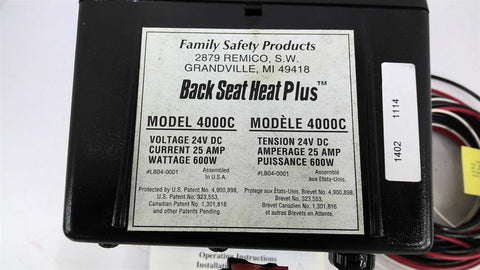 Family Safety Products
2879 REMICO, S.W.
GRANDVILLE, MI 49418
Back Seat Heat Plus™
MODEL 4000C
VOLTAGE 24V DC
CURRENT 25 AMP
WATTAGE 600W
#LB04-0001
Assembled
in U.S.A.
Protected by U.S. Patent No. 4,900,898,
U.S. Patent No. 323,553,
Canadian Patent No. 1,301,816
and other Patents Pending.
MODÈLE 4000C
TENSION 24V DC
AMPERAGE 25 AMP
PUISSANCE 600W
#LB04-0001
Assemblé
aux États-Unis.
Protege aux États-Unis. Brevet No. 4,900,898,
Brevet No. 323,553,
Brevet Canadien No. 1,301,816
et autres Brevets en Attente.
1402 1114
Operating Instructions